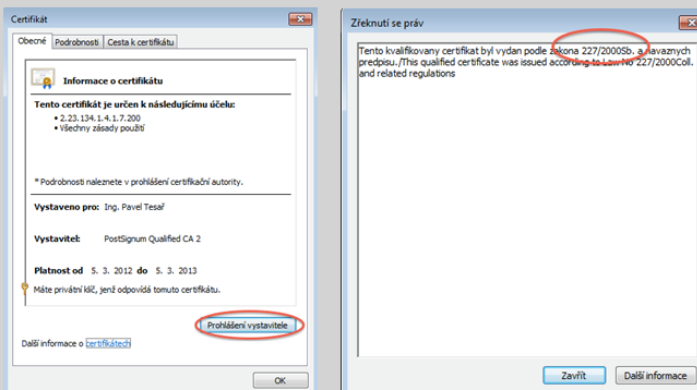 Certifikát
Obecné Podrobnosti Cesta k certifikátu
Informace o certifikátu
Tento certifikát je určen k následujícímu účelu:
• 2.23.134.1.4.1.7.200
• Všechny zásady použití
* Podrobnosti naleznete v prohlášení certifikační autority.
Vystaveno pro: Ing. Pavel Tesař
Vystavitel: PostSignum Qualified CA 2
Platnost od 5. 3. 2012 do 5. 3. 2013
Máte privátní klíč, jenž odpovídá tomuto certifikátu.
Prohlášení vystavitele
Další informace o certifikátech
OK
Zřeknutí se práv
Tento kvalifikovany certifikat byl vydan podle zakona 227/2000Sb. a navaznych
predpisu./This qualified certificate was issued according to Law No 227/2000Coll.
and related regulations
Zavřít Další informace